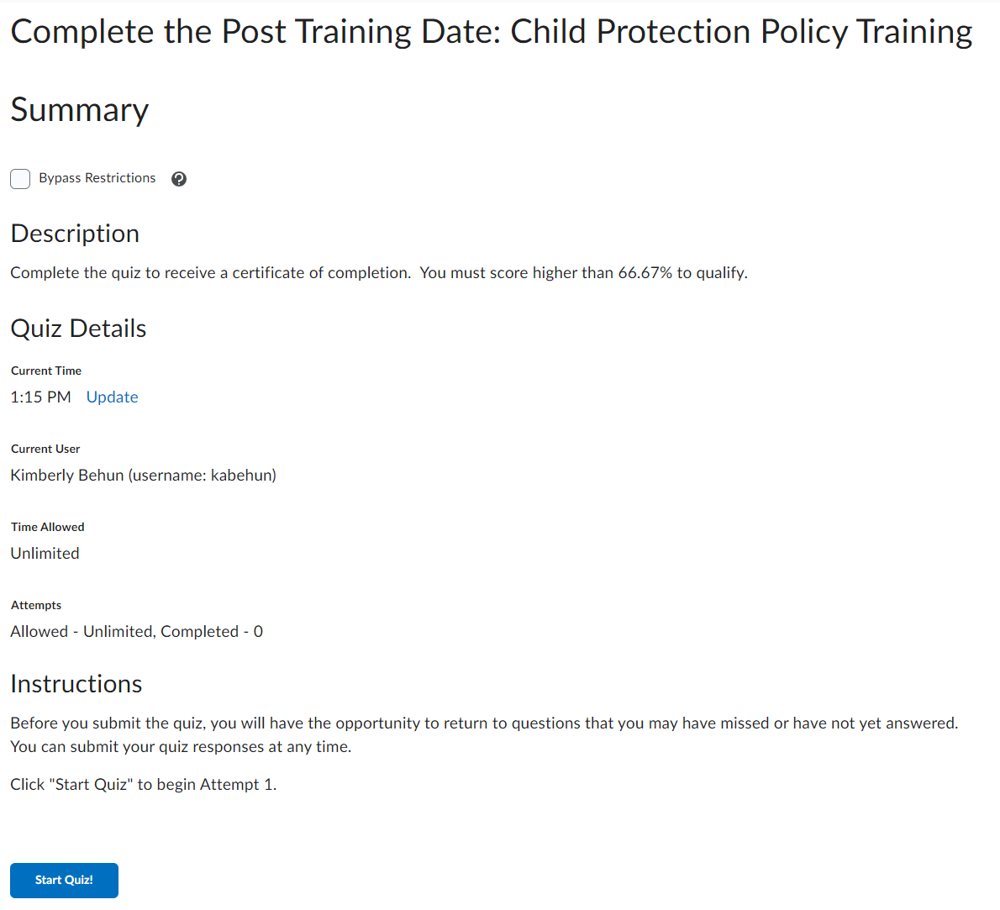 Complete the Post Training Date: Child Protection Policy Training
Summary
Bypass Restrictions ?
Description
Complete the quiz to receive a certificate of completion.  You must score higher than 66.67% to qualify.
Quiz Details
Current Time
1:15 PM Update
Current User
Kimberly Behun (username: kabehun)
Time Allowed
Unlimited
Attempts
Allowed - Unlimited, Completed - 0
Instructions
Before you submit the quiz, you will have the opportunity to return to questions that you may have missed or have not yet answered.
You can submit your quiz responses at any time.
Click "Start Quiz" to begin Attempt 1.
Start Quiz!